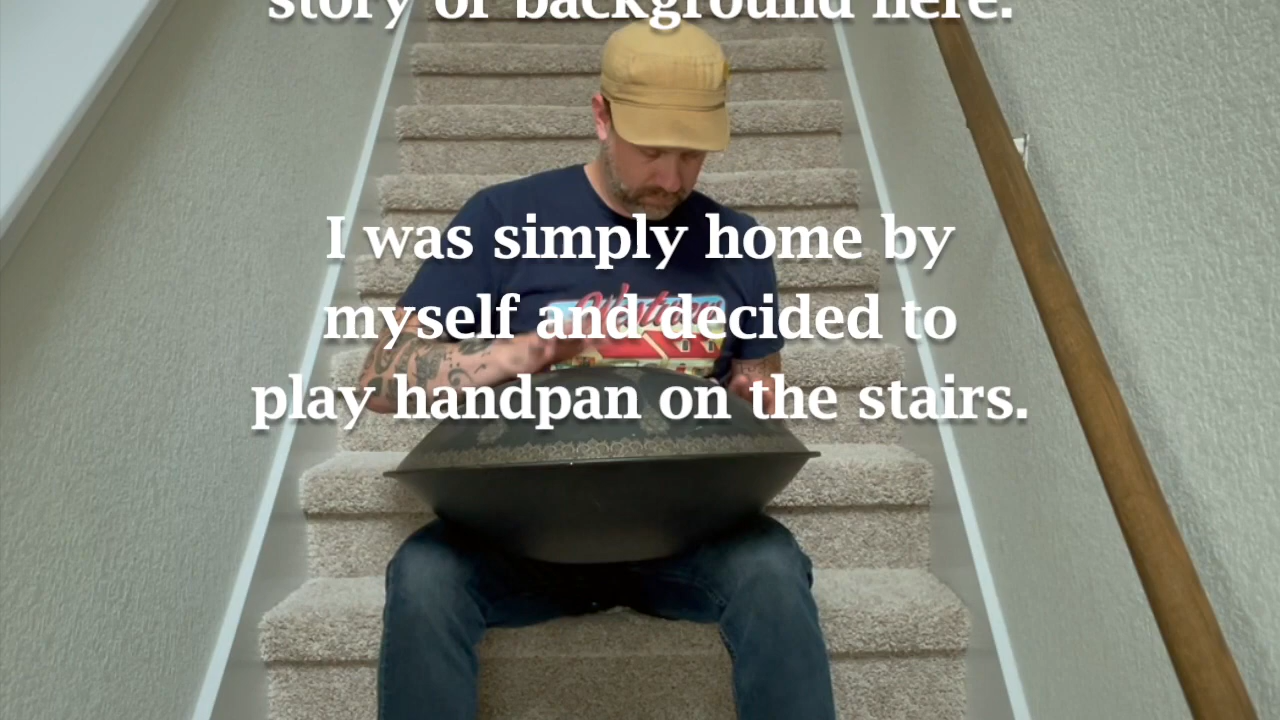 story or background here.
I was simply home by
myself and decided to
play handpan on the stairs.